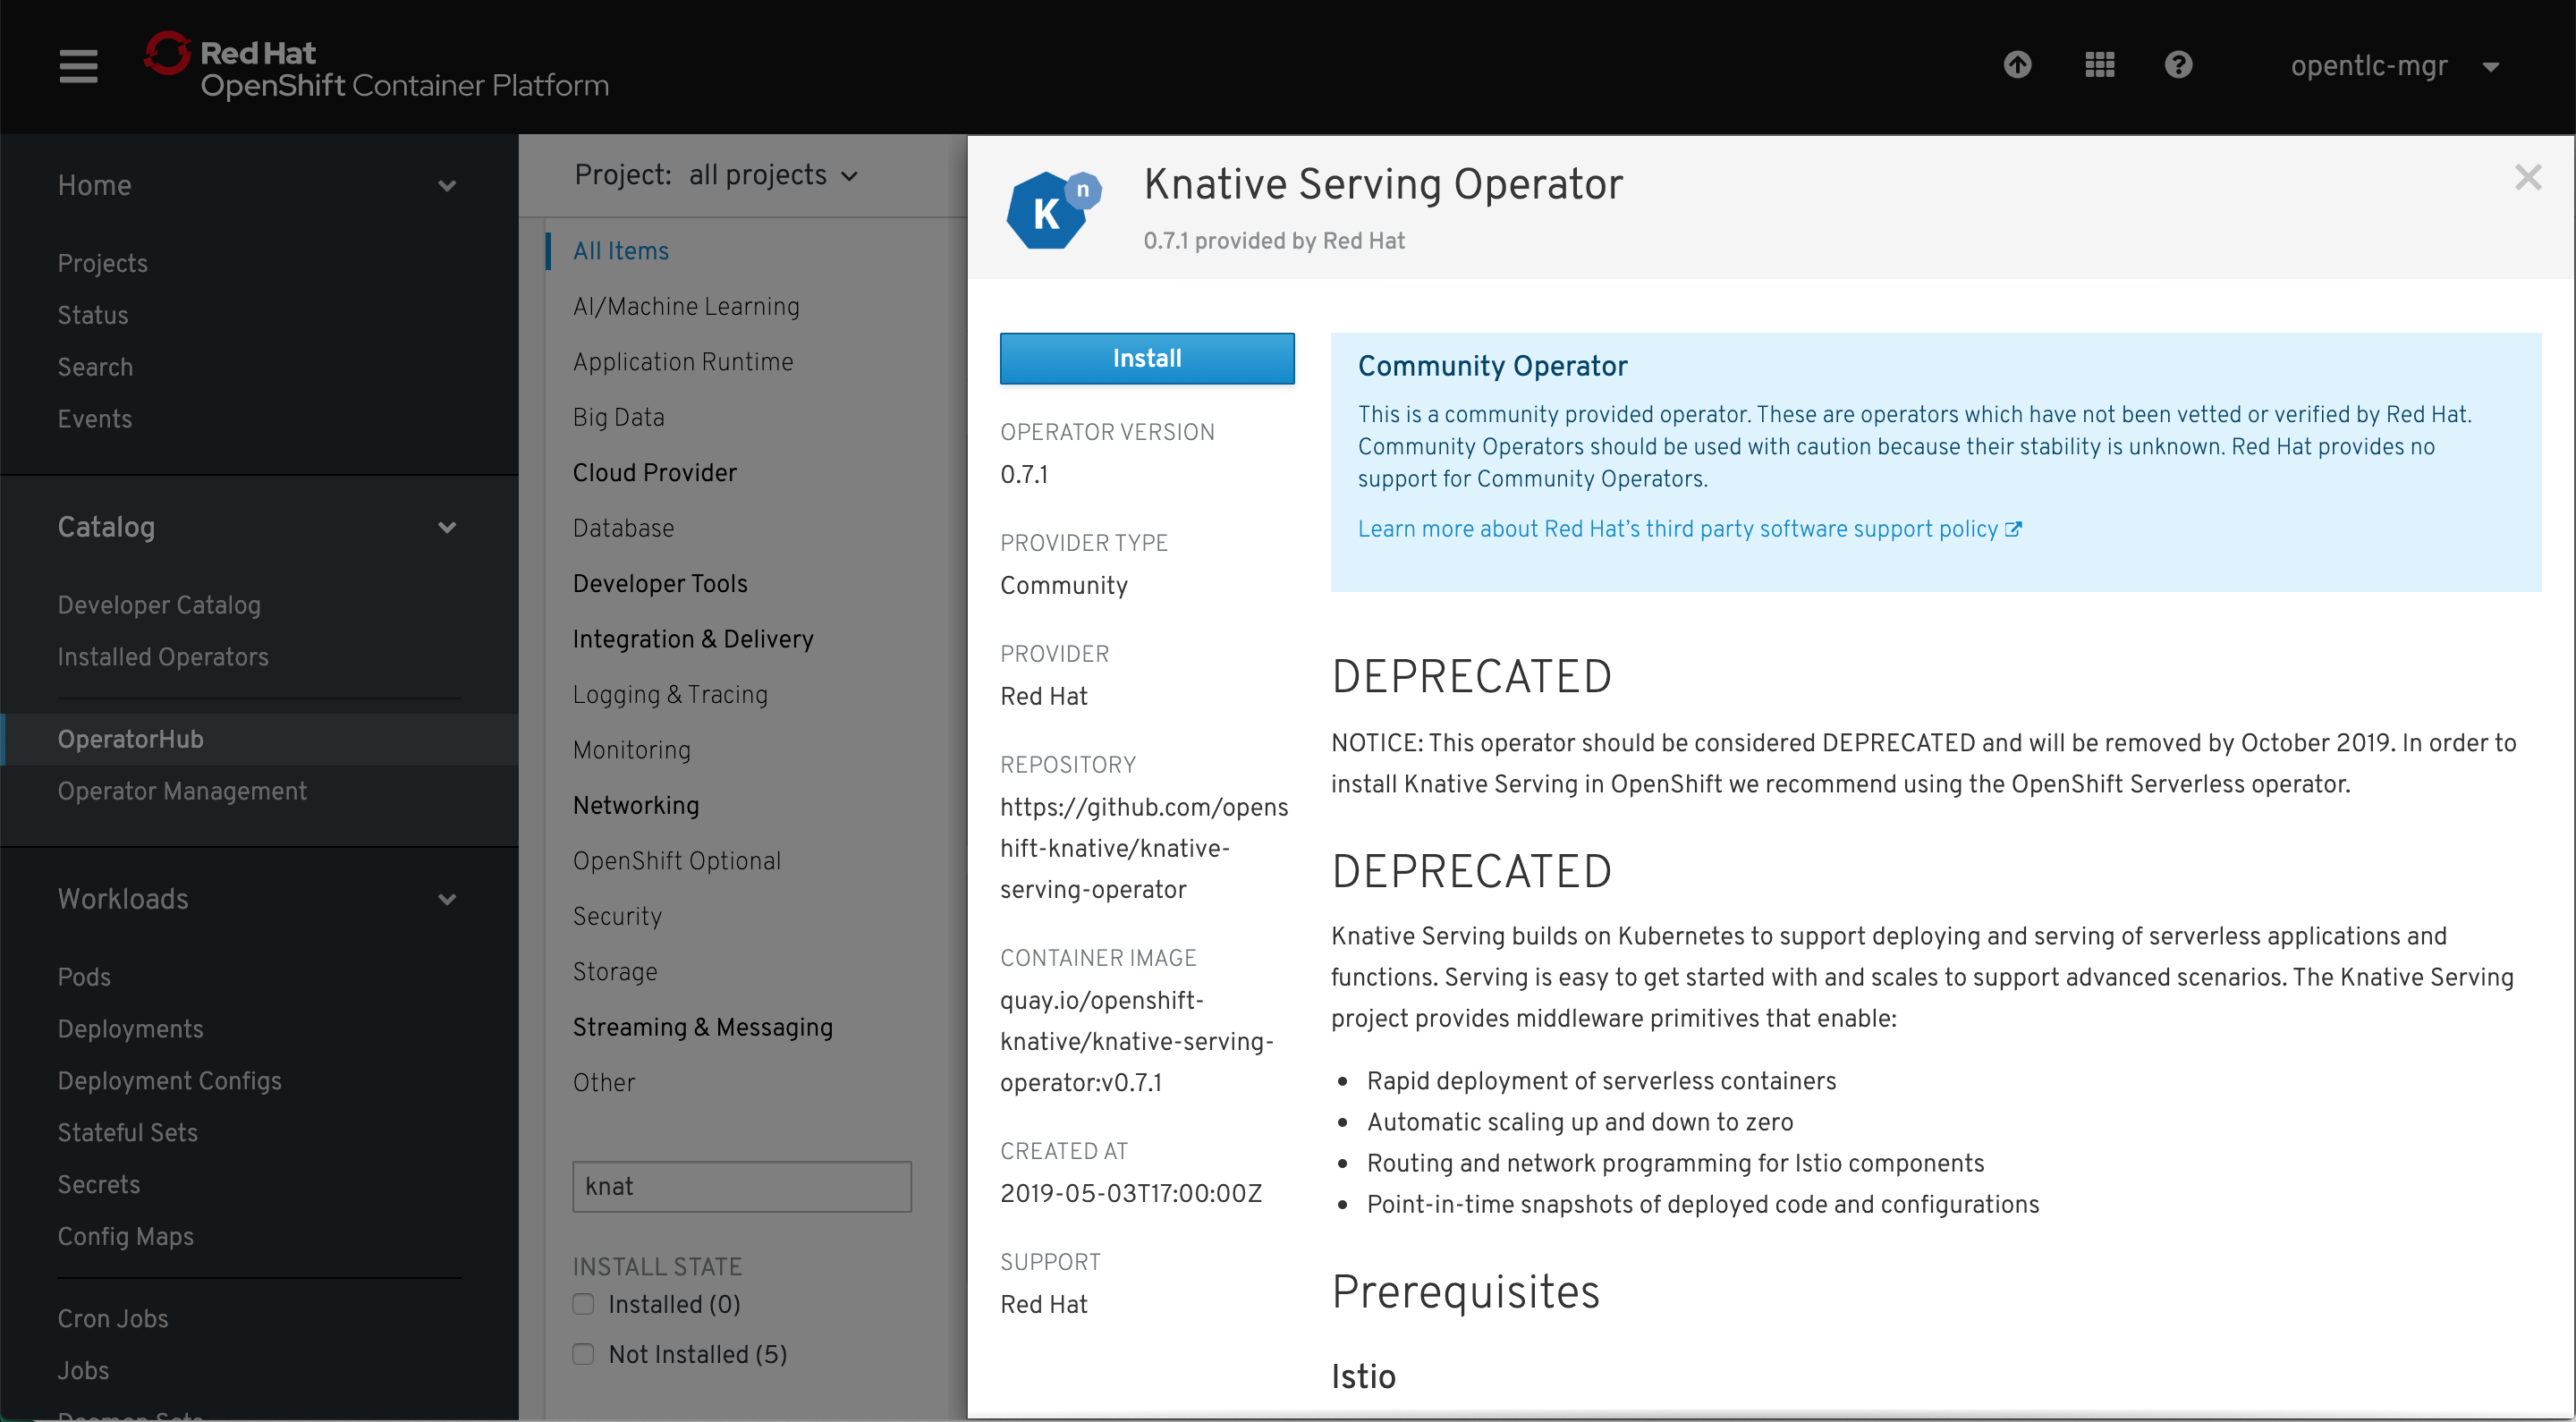 Red Hat
OpenShift Container Platform
opentlc-mgr
Home
Projects
Status
Search
Events
Catalog
Developer Catalog
Installed Operators
OperatorHub
Operator Management
Workloads
Pods
Deployments
Deployment Configs
Stateful Sets
Secrets
Config Maps
Cron Jobs
Jobs
Daemon Sets
Project: all projects
All Items
AI/Machine Learning
Application Runtime
Big Data
Cloud Provider
Database
Developer Tools
Integration & Delivery
Logging & Tracing
Monitoring
Networking
OpenShift Optional
Security
Storage
Streaming & Messaging
Other
knat
INSTALL STATE
Installed (0)
Not Installed (5)
K n
Knative Serving Operator
0.7.1 provided by Red Hat
Install
OPERATOR VERSION
0.7.1
PROVIDER TYPE
Community
PROVIDER
Red Hat
REPOSITORY
https://github.com/opens
hift-knative/knative-
serving-operator
CONTAINER IMAGE
quay.io/openshift-
knative/knative-serving-
operator:v0.7.1
CREATED AT
2019-05-03T17:00:00Z
SUPPORT
Red Hat
Community Operator
This is a community provided operator. These are operators which have not been vetted or verified by Red Hat.
Community Operators should be used with caution because their stability is unknown. Red Hat provides no
support for Community Operators.
Learn more about Red Hat’s third party software support policy
DEPRECATED
NOTICE: This operator should be considered DEPRECATED and will be removed by October 2019. In order to
install Knative Serving in OpenShift we recommend using the OpenShift Serverless operator.
DEPRECATED
Knative Serving builds on Kubernetes to support deploying and serving of serverless applications and
functions. Serving is easy to get started with and scales to support advanced scenarios. The Knative Serving
project provides middleware primitives that enable:
• Rapid deployment of serverless containers
• Automatic scaling up and down to zero
• Routing and network programming for Istio components
• Point-in-time snapshots of deployed code and configurations
Prerequisites
Istio